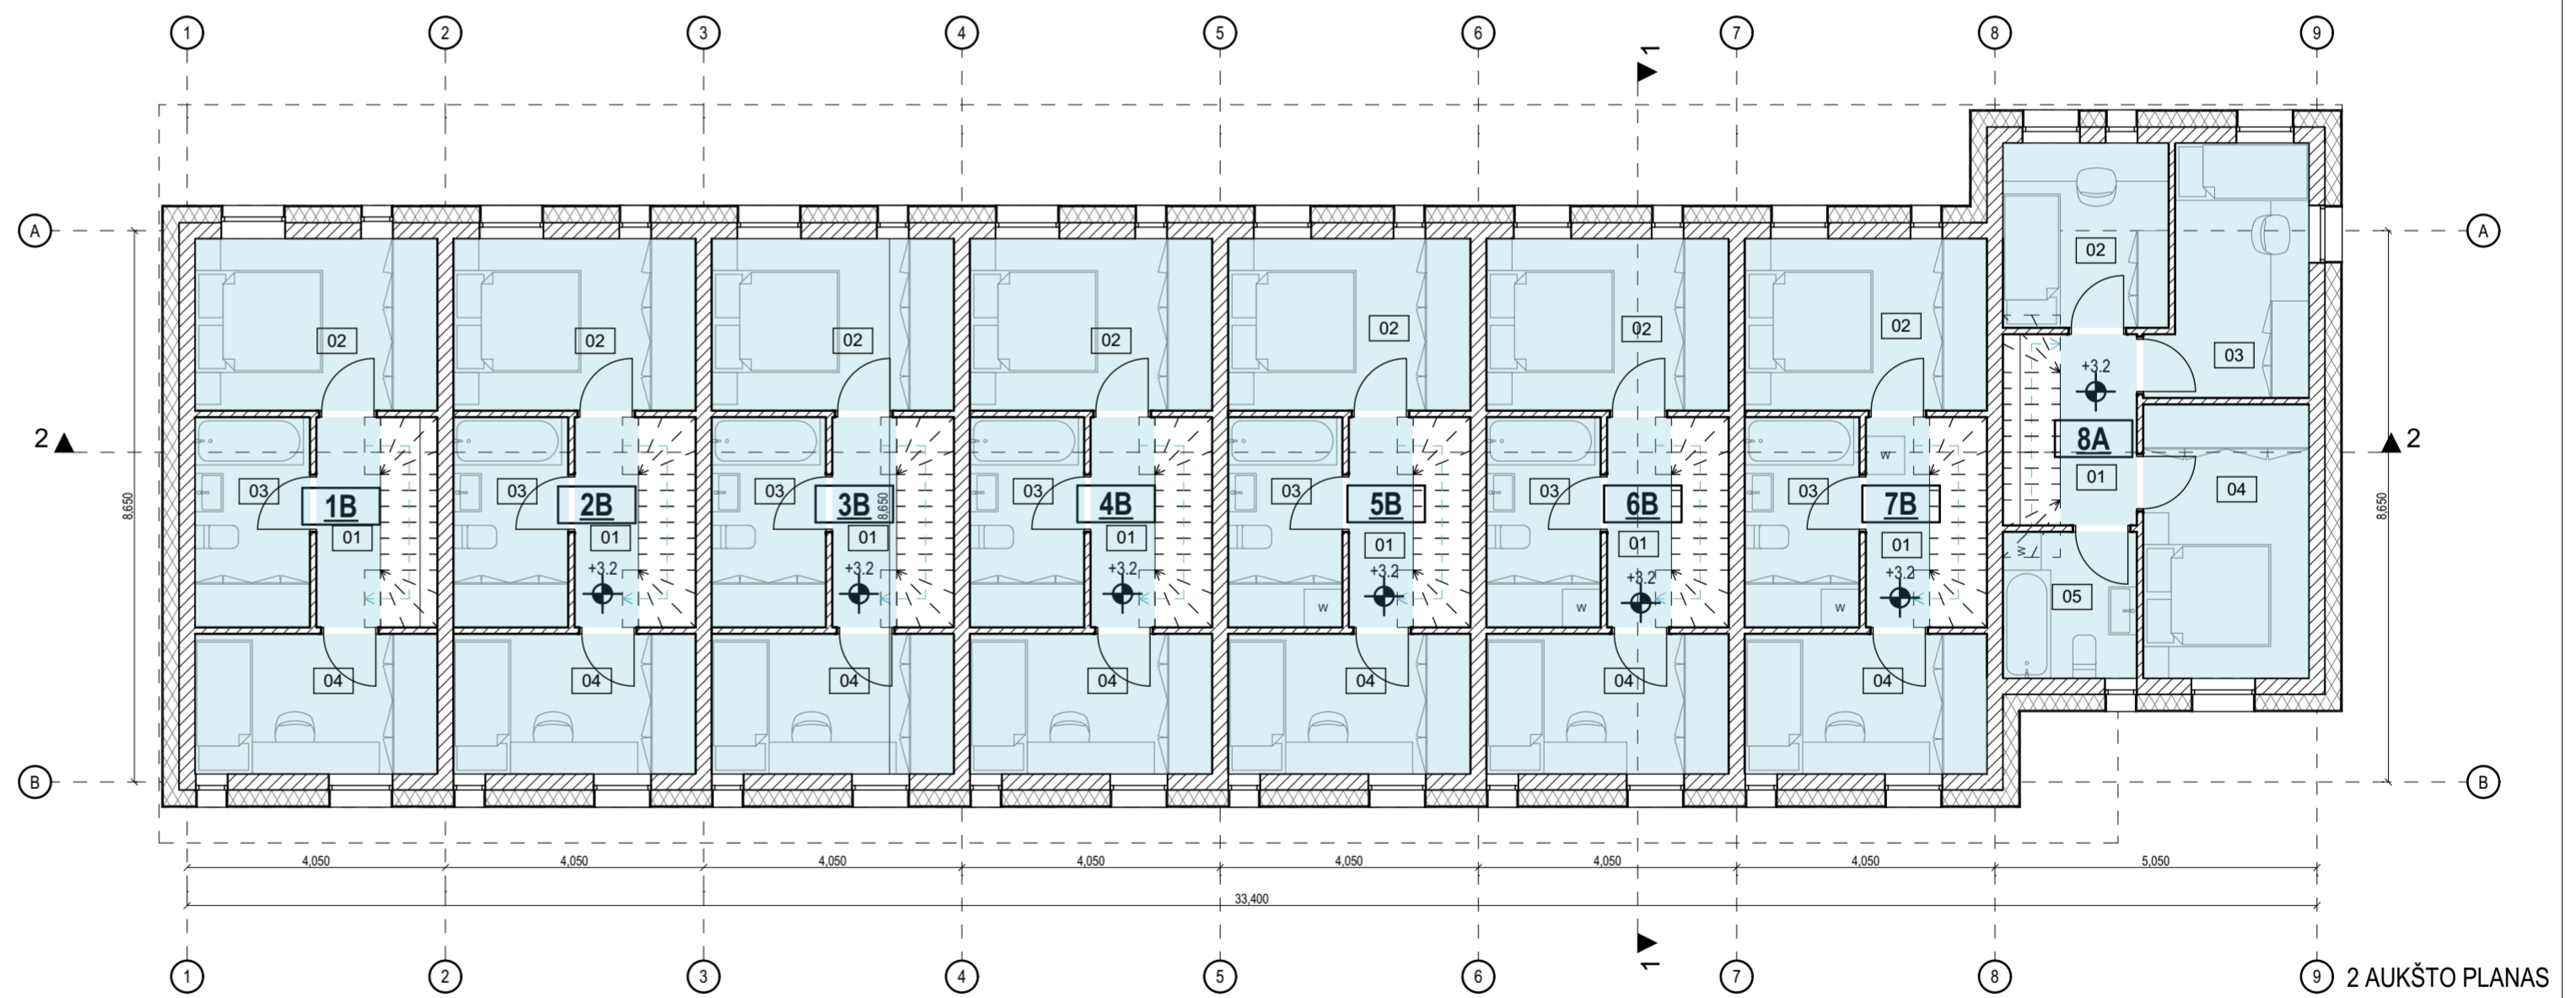 1 2 3 4 5 6 7 8 9
1
A A
02 02 02 02 02 02 02 02 03
+3.2
2 2
8A
01 04
03 03 03 03 03 03 03
1B 2B 3B 4B 5B 6B 7B
8,650 8,650 8,650
W
01 01 01 01 01 01 01
+3.2 +3.2 +3.2 +3.2 +3.2 +3.2
W W W W
05
04 04 04 04 04 04 04
B B
4,050 4,050 4,050 4,050 4,050 4,050 4,050 5,050
33,400
1
1 2 3 4 5 6 7 8 9
2 AUKŠTO PLANAS